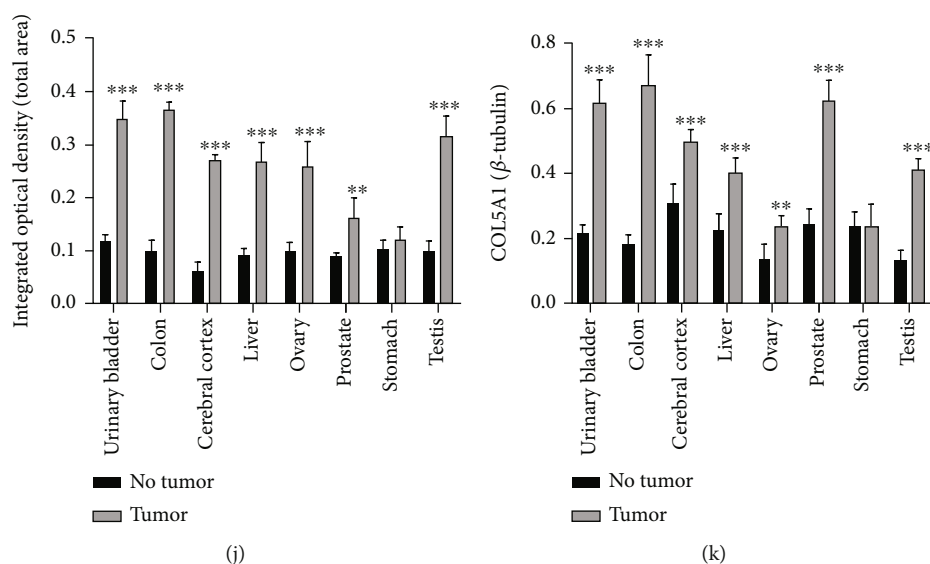 Integrated optical density (total area)
0.5
0.4
0.3
0.2
0.1
0.0
***
***
***
***
***
**
***
Urinary bladder
Colon
Cerebral cortex
Liver
Ovary
Prostate
Stomach
Testis
No tumor
Tumor
(j)
COL5A1 (β-tubulin)
0.8
0.6
0.4
0.2
0.0
***
***
***
***
**
***
***
Urinary bladder
Colon
Cerebral cortex
Liver
Ovary
Prostate
Stomach
Testis
No tumor
Tumor
(k)